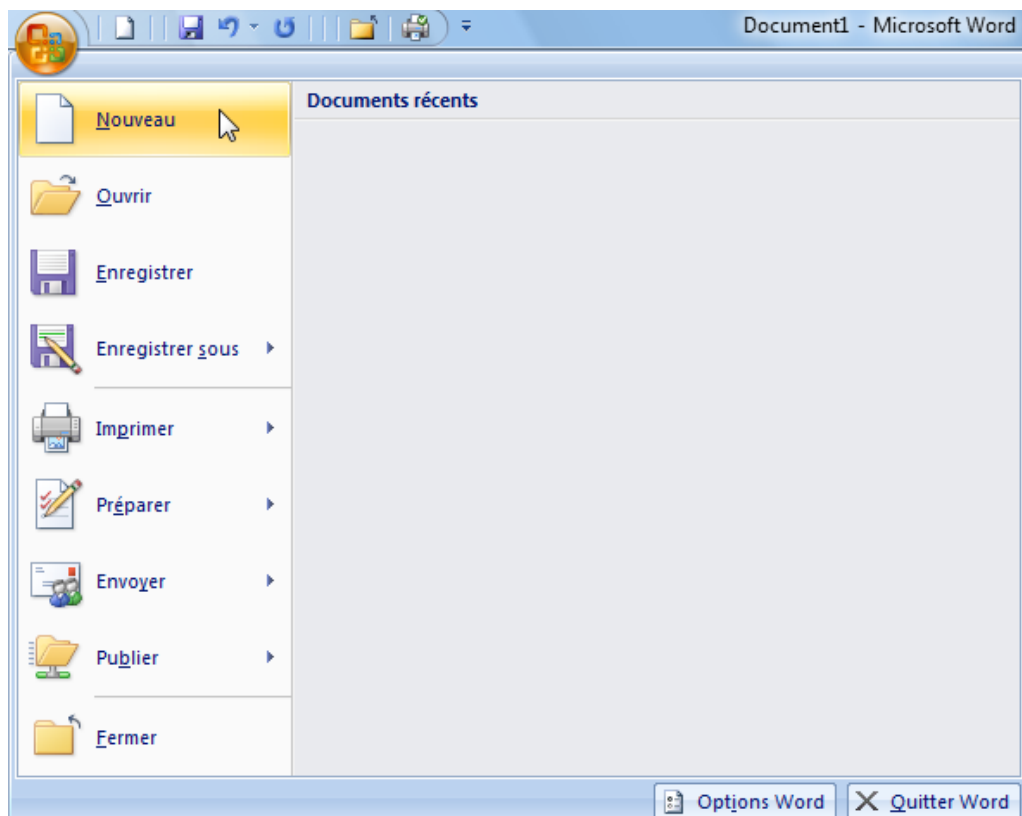 Document1 - Microsoft Word
Documents récents
Nouveau
Ouvrir
Enregistrer
Enregistrer sous
Imprimer
Préparer
Envoyer
Publier
Fermer
Options Word
Quitter Word